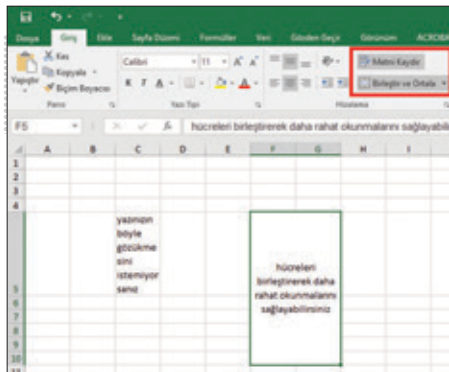 Dosya Giriş Ekle Sayfa Düzeni Formüller Veri Gözden Geçir Görünüm ACROBA
Kes
Kopyala
Biçim Boyacısı
Yapıştır
Pano
Calibri 11
K T A
Yazı Tipi
Metni Kaydır
Birleştir ve Ortala
Hizalama
F5 hücreleri birleştirerek daha rahat okunmalarını sağlayabili
A B C D E F G H I
1
2
3
4
5
6
7
8
9
10
yazınızın
böyle
gözükme
sini
istemiyor
sanız
hücreleri
birleştirerek daha
rahat okunmalarını
sağlayabilirsiniz